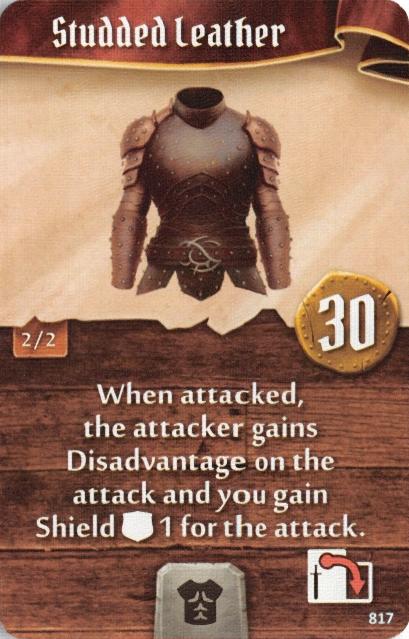 Studded Leather
30
2/2
When attacked,
the attacker gains
Disadvantage on the
attack and you gain
Shield 1 for the attack.
817